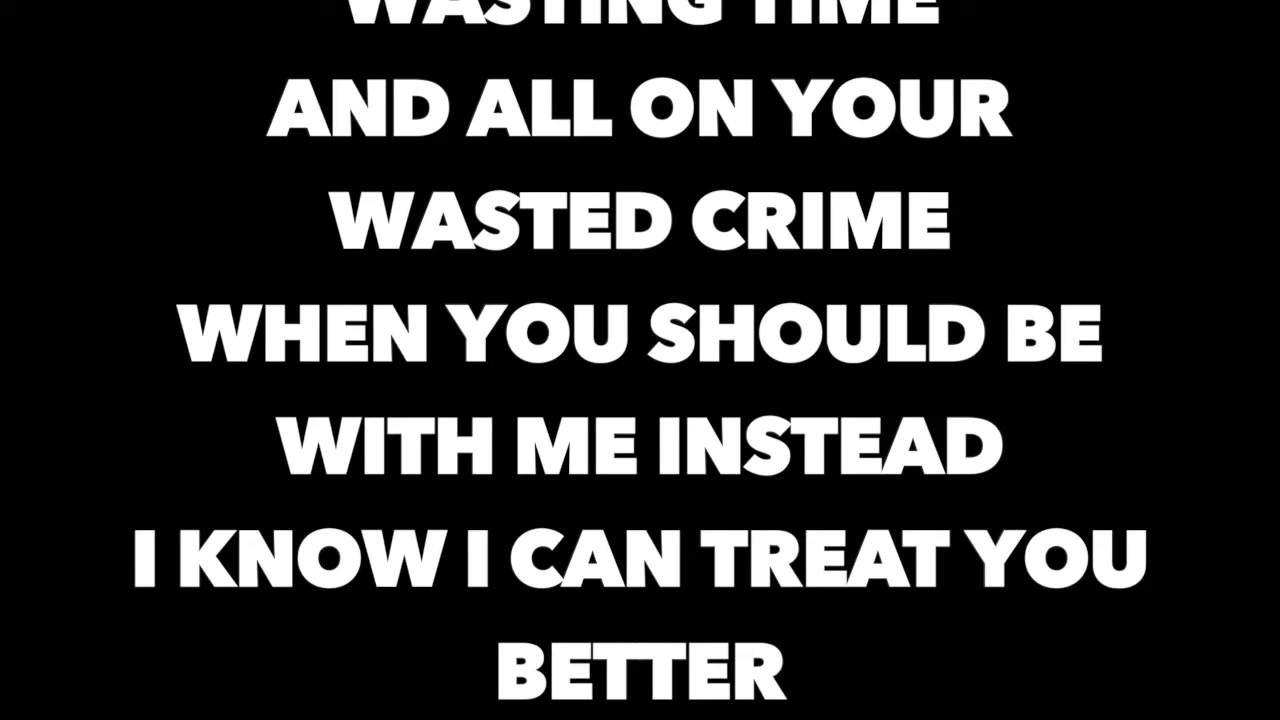 WASTING TIME
AND ALL ON YOUR
WASTED CRIME
WHEN YOU SHOULD BE
WITH ME INSTEAD
I KNOW I CAN TREAT YOU
BETTER